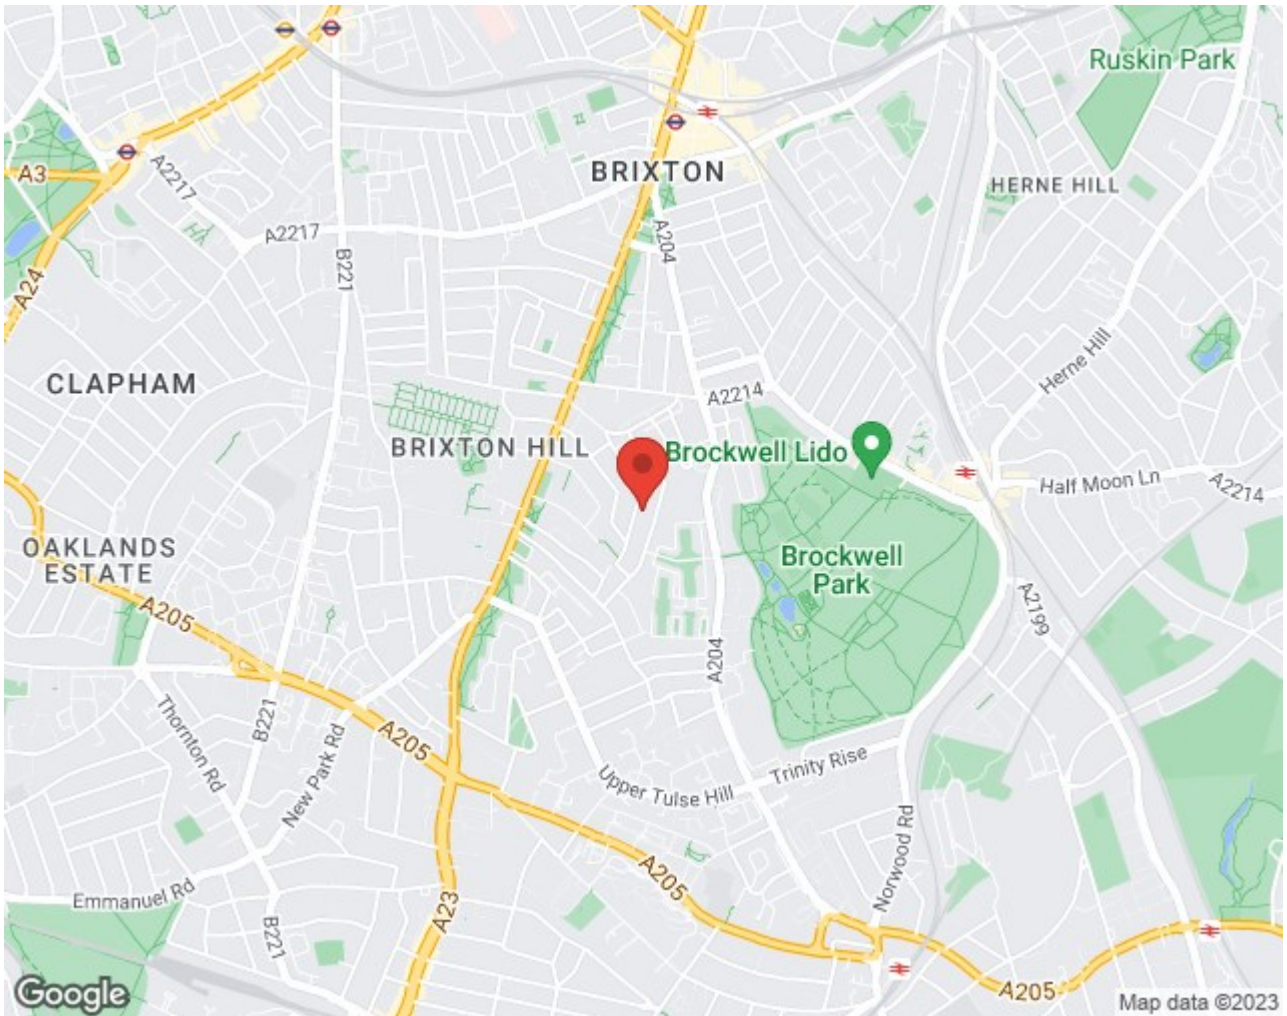 Ruskin Park
BRIXTON
A3
A2217
HERNE HILL
A2217
A204
B221
A24
Herne Hill
CLAPHAM
A2214
BRIXTON HILL
Brockwell Lido
Half Moon Ln
A2214
OAKLANDS
ESTATE
Brockwell
Park
A205
A2199
A204
Thornton Rd
B221
New Park Rd
A205
Upper Tulse Hill
Trinity Rise
Norwood Rd
A205
Emmanuel Rd
A23
B221
A205
Google
Map data ©2023